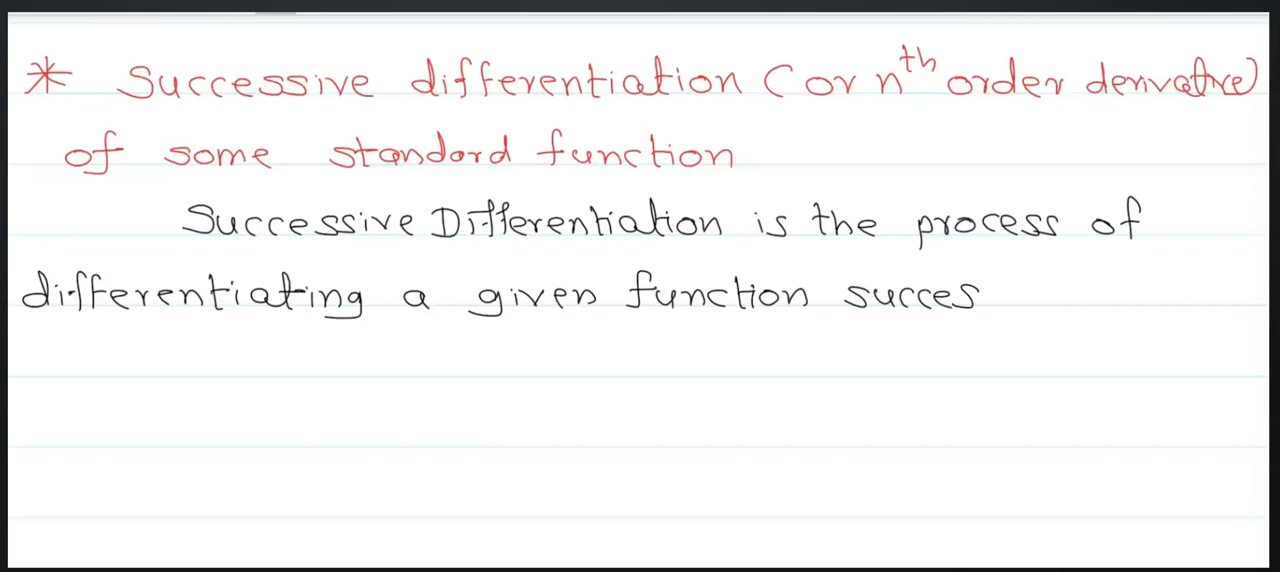 * Successive differentiation (or nth order derivative)
of some standard function
Successive Differentiation is the process of
differentiating a given function succes